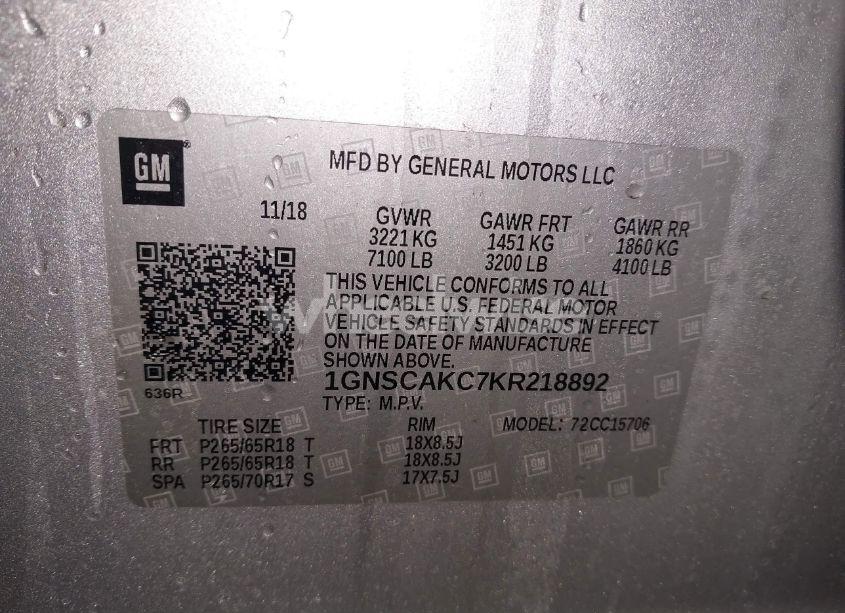 GM
MFD BY GENERAL MOTORS LLC
11/18
GVWR GAWR FRT GAWR RR
3221 KG 1451 KG 1860 KG
7100 LB 3200 LB 4100 LB
THIS VEHICLE CONFORMS TO ALL
APPLICABLE U.S. FEDERAL MOTOR
VEHICLE SAFETY STANDARDS IN EFFECT
ON THE DATE OF MANUFACTURE
SHOWN ABOVE.
1GNSCAKC7KR218892
636R
TYPE: M.P.V.
TIRE SIZE RIM MODEL: 72CC15706
FRT P265/65R18 T 18X8.5J
RR P265/65R18 T 18X8.5J
SPA P265/70R17 S 17X7.5J